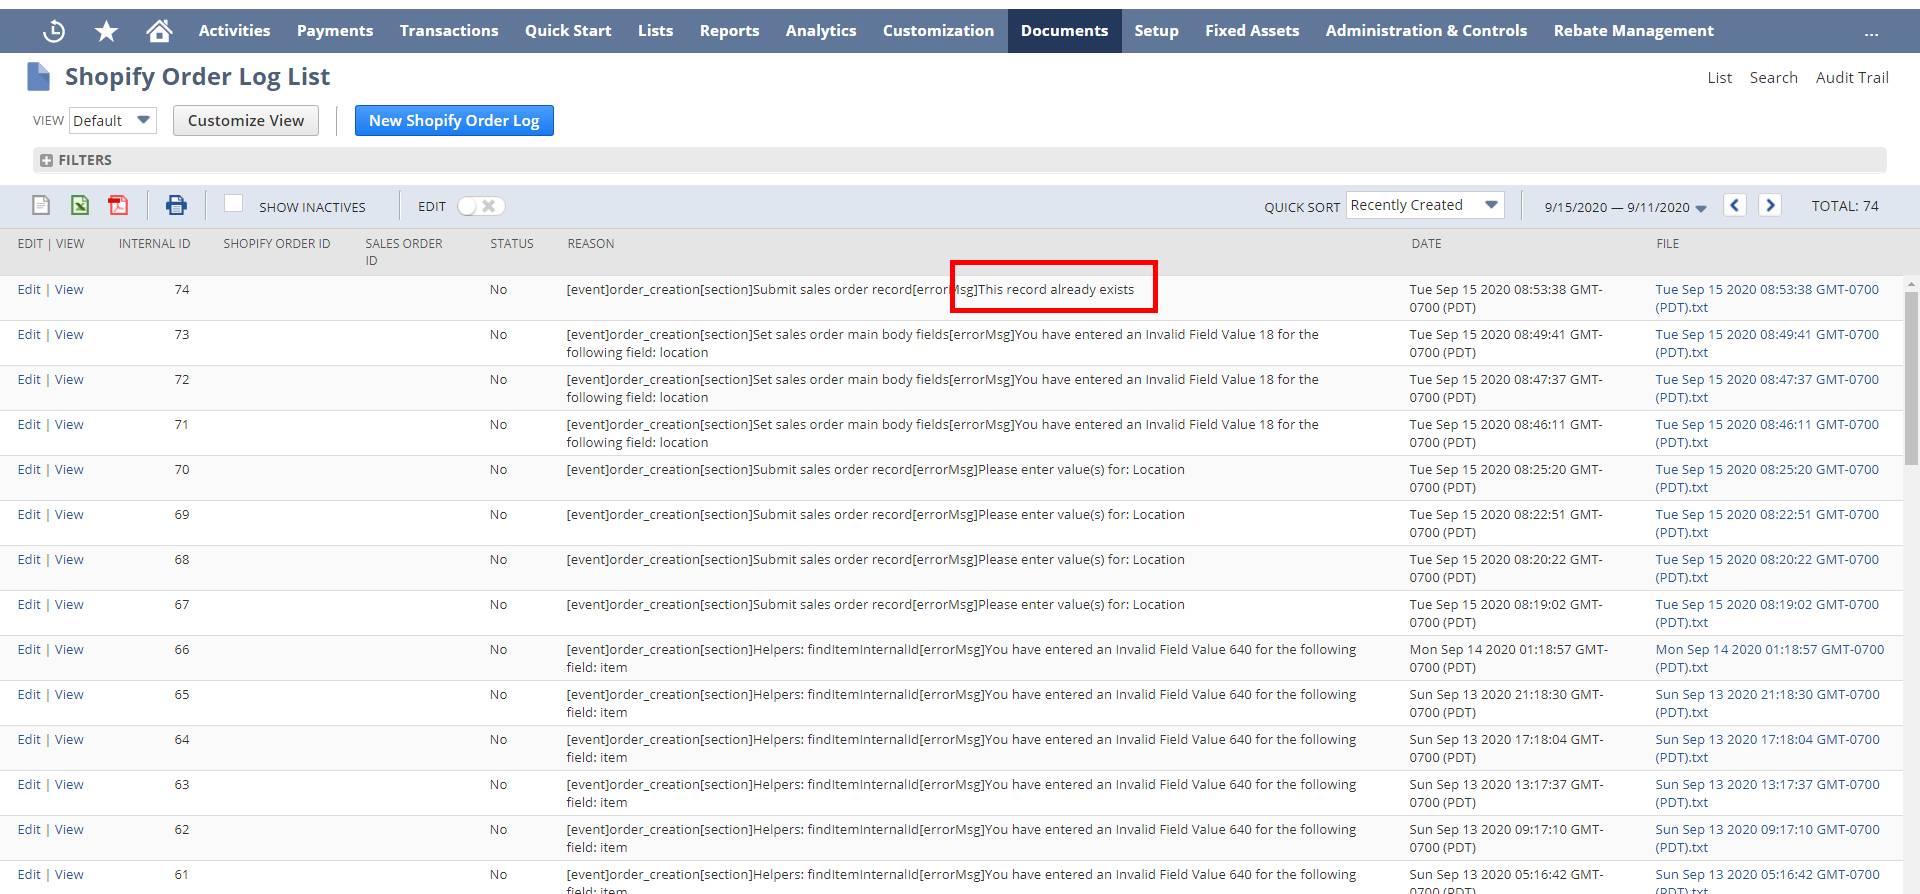 Activities Payments Transactions Quick Start Lists Reports Analytics Customization Documents Setup Fixed Assets Administration & Controls Rebate Management ...
Shopify Order Log List
List Search Audit Trail
VIEW Default Customize View New Shopify Order Log
FILTERS
SHOW INACTIVES EDIT QUICK SORT Recently Created 9/15/2020 — 9/11/2020 TOTAL: 74
EDIT | VIEW INTERNAL ID SHOPIFY ORDER ID SALES ORDER STATUS REASON DATE FILE
ID
Edit | View 74 No [event]order_creation[section]Submit sales order record[errorMsg]This record already exists Tue Sep 15 2020 08:53:38 GMT- Tue Sep 15 2020 08:53:38 GMT-0700
0700 (PDT) (PDT).txt
Edit | View 73 No [event]order_creation[section]Set sales order main body fields[errorMsg]You have entered an Invalid Field Value 18 for the Tue Sep 15 2020 08:49:41 GMT- Tue Sep 15 2020 08:49:41 GMT-0700
following field: location 0700 (PDT) (PDT).txt
Edit | View 72 No [event]order_creation[section]Set sales order main body fields[errorMsg]You have entered an Invalid Field Value 18 for the Tue Sep 15 2020 08:47:37 GMT- Tue Sep 15 2020 08:47:37 GMT-0700
following field: location 0700 (PDT) (PDT).txt
Edit | View 71 No [event]order_creation[section]Set sales order main body fields[errorMsg]You have entered an Invalid Field Value 18 for the Tue Sep 15 2020 08:46:11 GMT- Tue Sep 15 2020 08:46:11 GMT-0700
following field: location 0700 (PDT) (PDT).txt
Edit | View 70 No [event]order_creation[section]Submit sales order record[errorMsg]Please enter value(s) for: Location Tue Sep 15 2020 08:25:20 GMT- Tue Sep 15 2020 08:25:20 GMT-0700
0700 (PDT) (PDT).txt
Edit | View 69 No [event]order_creation[section]Submit sales order record[errorMsg]Please enter value(s) for: Location Tue Sep 15 2020 08:22:51 GMT- Tue Sep 15 2020 08:22:51 GMT-0700
0700 (PDT) (PDT).txt
Edit | View 68 No [event]order_creation[section]Submit sales order record[errorMsg]Please enter value(s) for: Location Tue Sep 15 2020 08:20:22 GMT- Tue Sep 15 2020 08:20:22 GMT-0700
0700 (PDT) (PDT).txt
Edit | View 67 No [event]order_creation[section]Submit sales order record[errorMsg]Please enter value(s) for: Location Tue Sep 15 2020 08:19:02 GMT- Tue Sep 15 2020 08:19:02 GMT-0700
0700 (PDT) (PDT).txt
Edit | View 66 No [event]order_creation[section]Helpers: findItemInternalId[errorMsg]You have entered an Invalid Field Value 640 for the following Mon Sep 14 2020 01:18:57 GMT- Mon Sep 14 2020 01:18:57 GMT-0700
field: item 0700 (PDT) (PDT).txt
Edit | View 65 No [event]order_creation[section]Helpers: findItemInternalId[errorMsg]You have entered an Invalid Field Value 640 for the following Sun Sep 13 2020 21:18:30 GMT- Sun Sep 13 2020 21:18:30 GMT-0700
field: item 0700 (PDT) (PDT).txt
Edit | View 64 No [event]order_creation[section]Helpers: findItemInternalId[errorMsg]You have entered an Invalid Field Value 640 for the following Sun Sep 13 2020 17:18:04 GMT- Sun Sep 13 2020 17:18:04 GMT-0700
field: item 0700 (PDT) (PDT).txt
Edit | View 63 No [event]order_creation[section]Helpers: findItemInternalId[errorMsg]You have entered an Invalid Field Value 640 for the following Sun Sep 13 2020 13:17:37 GMT- Sun Sep 13 2020 13:17:37 GMT-0700
field: item 0700 (PDT) (PDT).txt
Edit | View 62 No [event]order_creation[section]Helpers: findItemInternalId[errorMsg]You have entered an Invalid Field Value 640 for the following Sun Sep 13 2020 09:17:10 GMT- Sun Sep 13 2020 09:17:10 GMT-0700
field: item 0700 (PDT) (PDT).txt
Edit | View 61 No [event]order_creation[section]Helpers: findItemInternalId[errorMsg]You have entered an Invalid Field Value 640 for the following Sun Sep 13 2020 05:16:42 GMT- Sun Sep 13 2020 05:16:42 GMT-0700
field: item 0700 (PDT) (PDT).txt